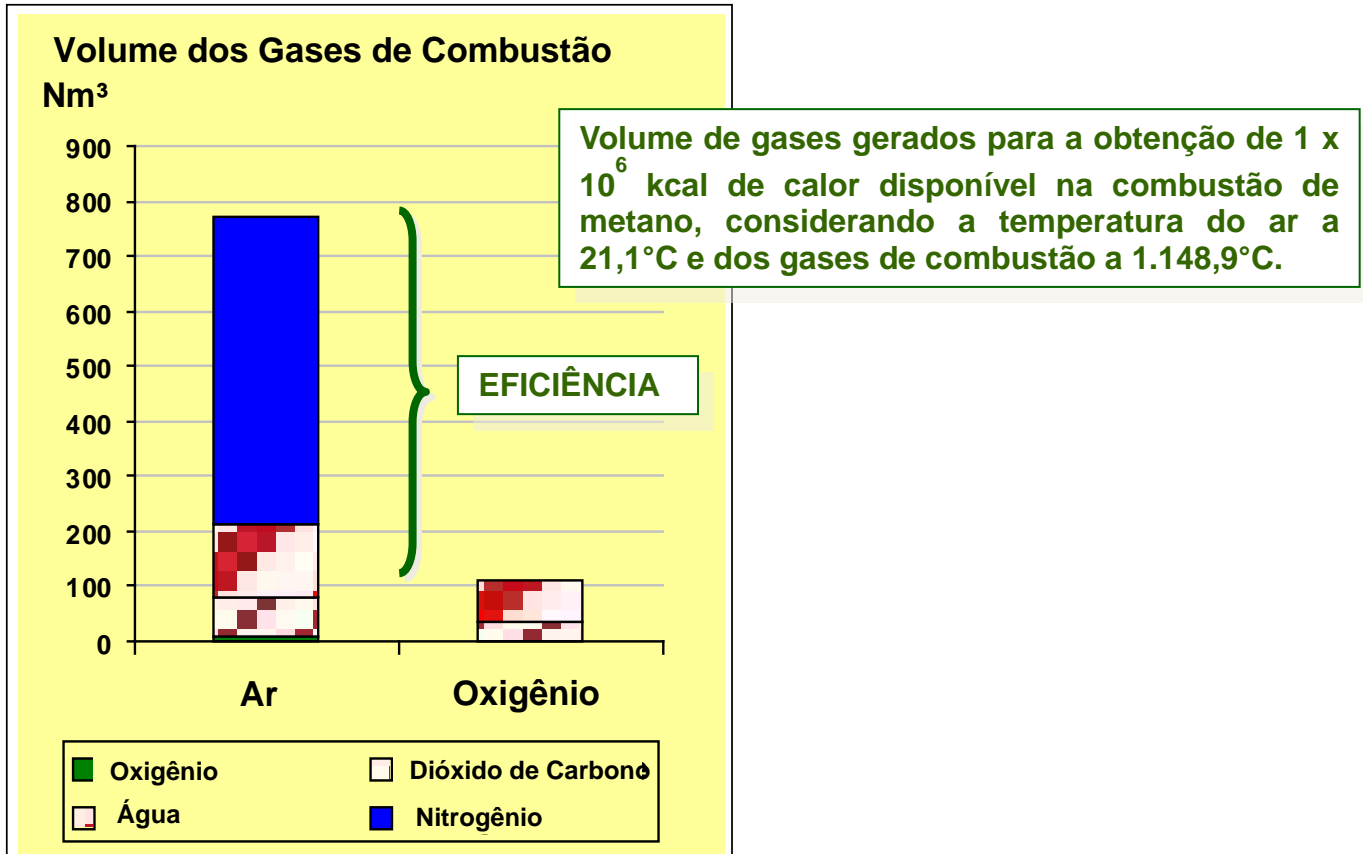 Volume dos Gases de Combustão
Nm³
Volume de gases gerados para a obtenção de 1 x
10⁶ kcal de calor disponível na combustão de
metano, considerando a temperatura do ar a
21,1°C e dos gases de combustão a 1.148,9°C.
900
800
700
600
500
400
300
200
100
0
EFICIÊNCIA
Ar
Oxigênio
Oxigênio
Dióxido de Carbono
Água
Nitrogênio